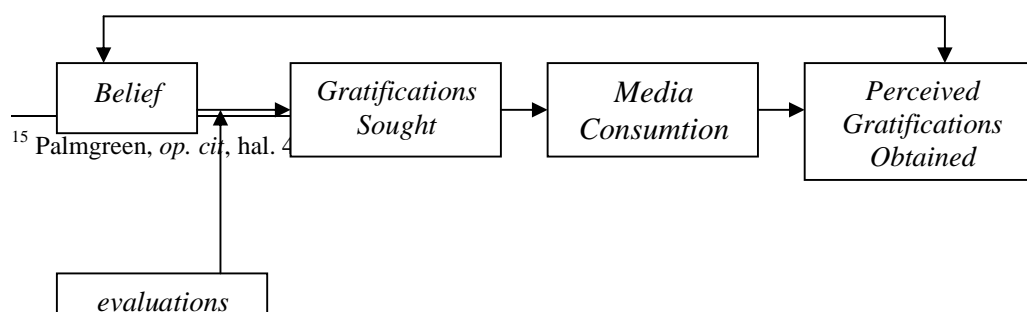 Belief
Gratifications
Sought
Media
Consumtion
Perceived
Gratifications
Obtained
15 Palmgreen, op. cit, hal. 4
evaluations